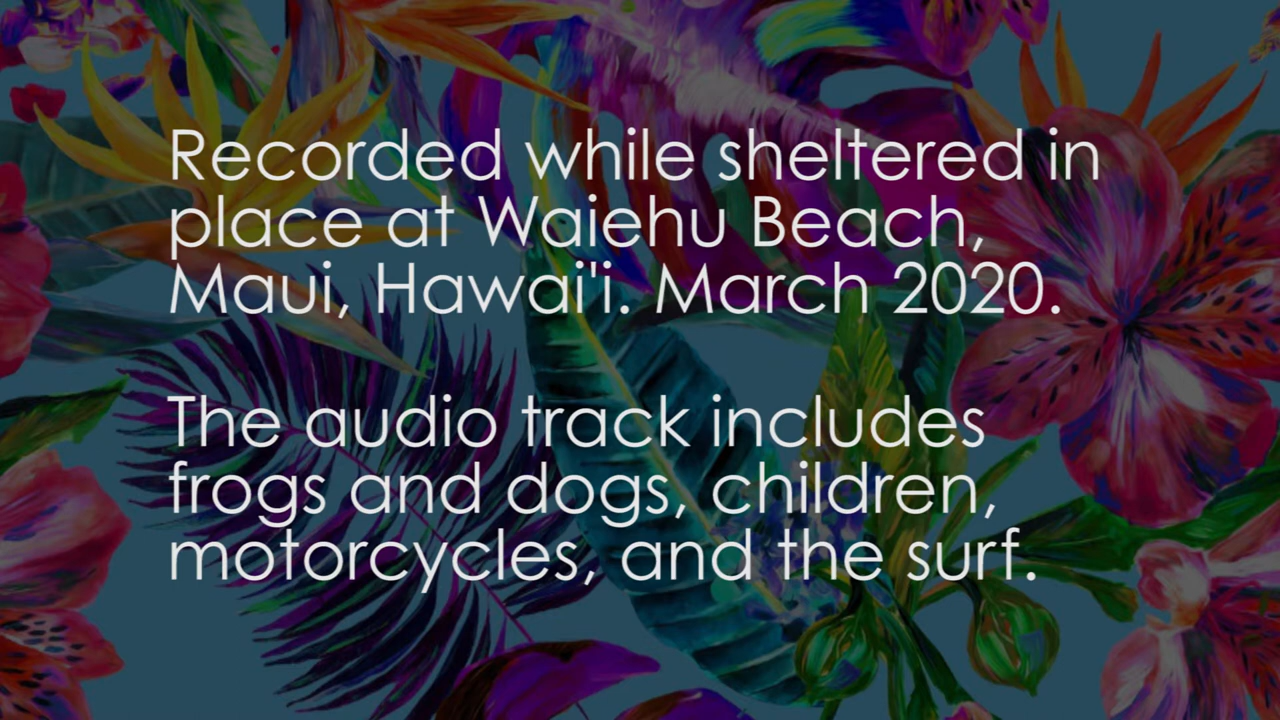 Recorded while sheltered in
place at Waiehu Beach,
Maui, Hawai'i. March 2020.
The audio track includes
frogs and dogs, children,
motorcycles, and the surf.